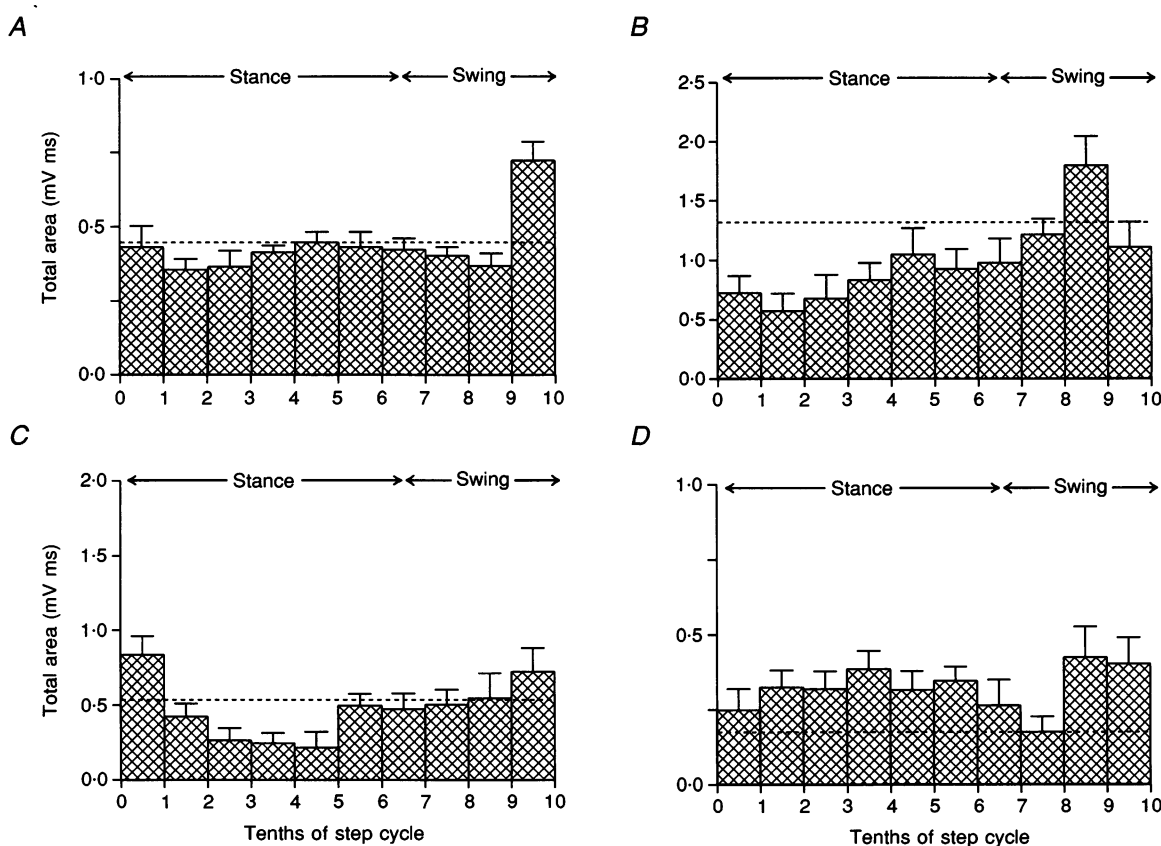 A
B
Stance Swing
Total area (mV ms)
1·0
0·5
0·0
0 1 2 3 4 5 6 7 8 9 10
Stance Swing
2·5
2·0
1·5
1·0
0·5
0·0
0 1 2 3 4 5 6 7 8 9 10
C
D
Stance Swing
Total area (mV ms)
2·0
1·5
1·0
0·5
0·0
0 1 2 3 4 5 6 7 8 9 10
Tenths of step cycle
Stance Swing
1·0
0·5
0·0
0 1 2 3 4 5 6 7 8 9 10
Tenths of step cycle